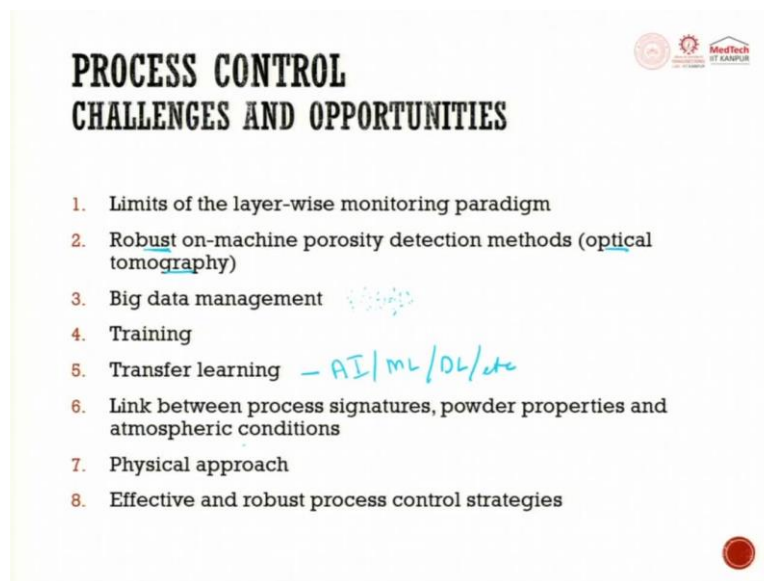 PROCESS CONTROL
CHALLENGES AND OPPORTUNITIES
MedTech
IIT KANPUR
1. Limits of the layer-wise monitoring paradigm
2. Robust on-machine porosity detection methods (optical
tomography)
3. Big data management
4. Training
5. Transfer learning – AI/ML/DL/etc
6. Link between process signatures, powder properties and
atmospheric conditions
7. Physical approach
8. Effective and robust process control strategies